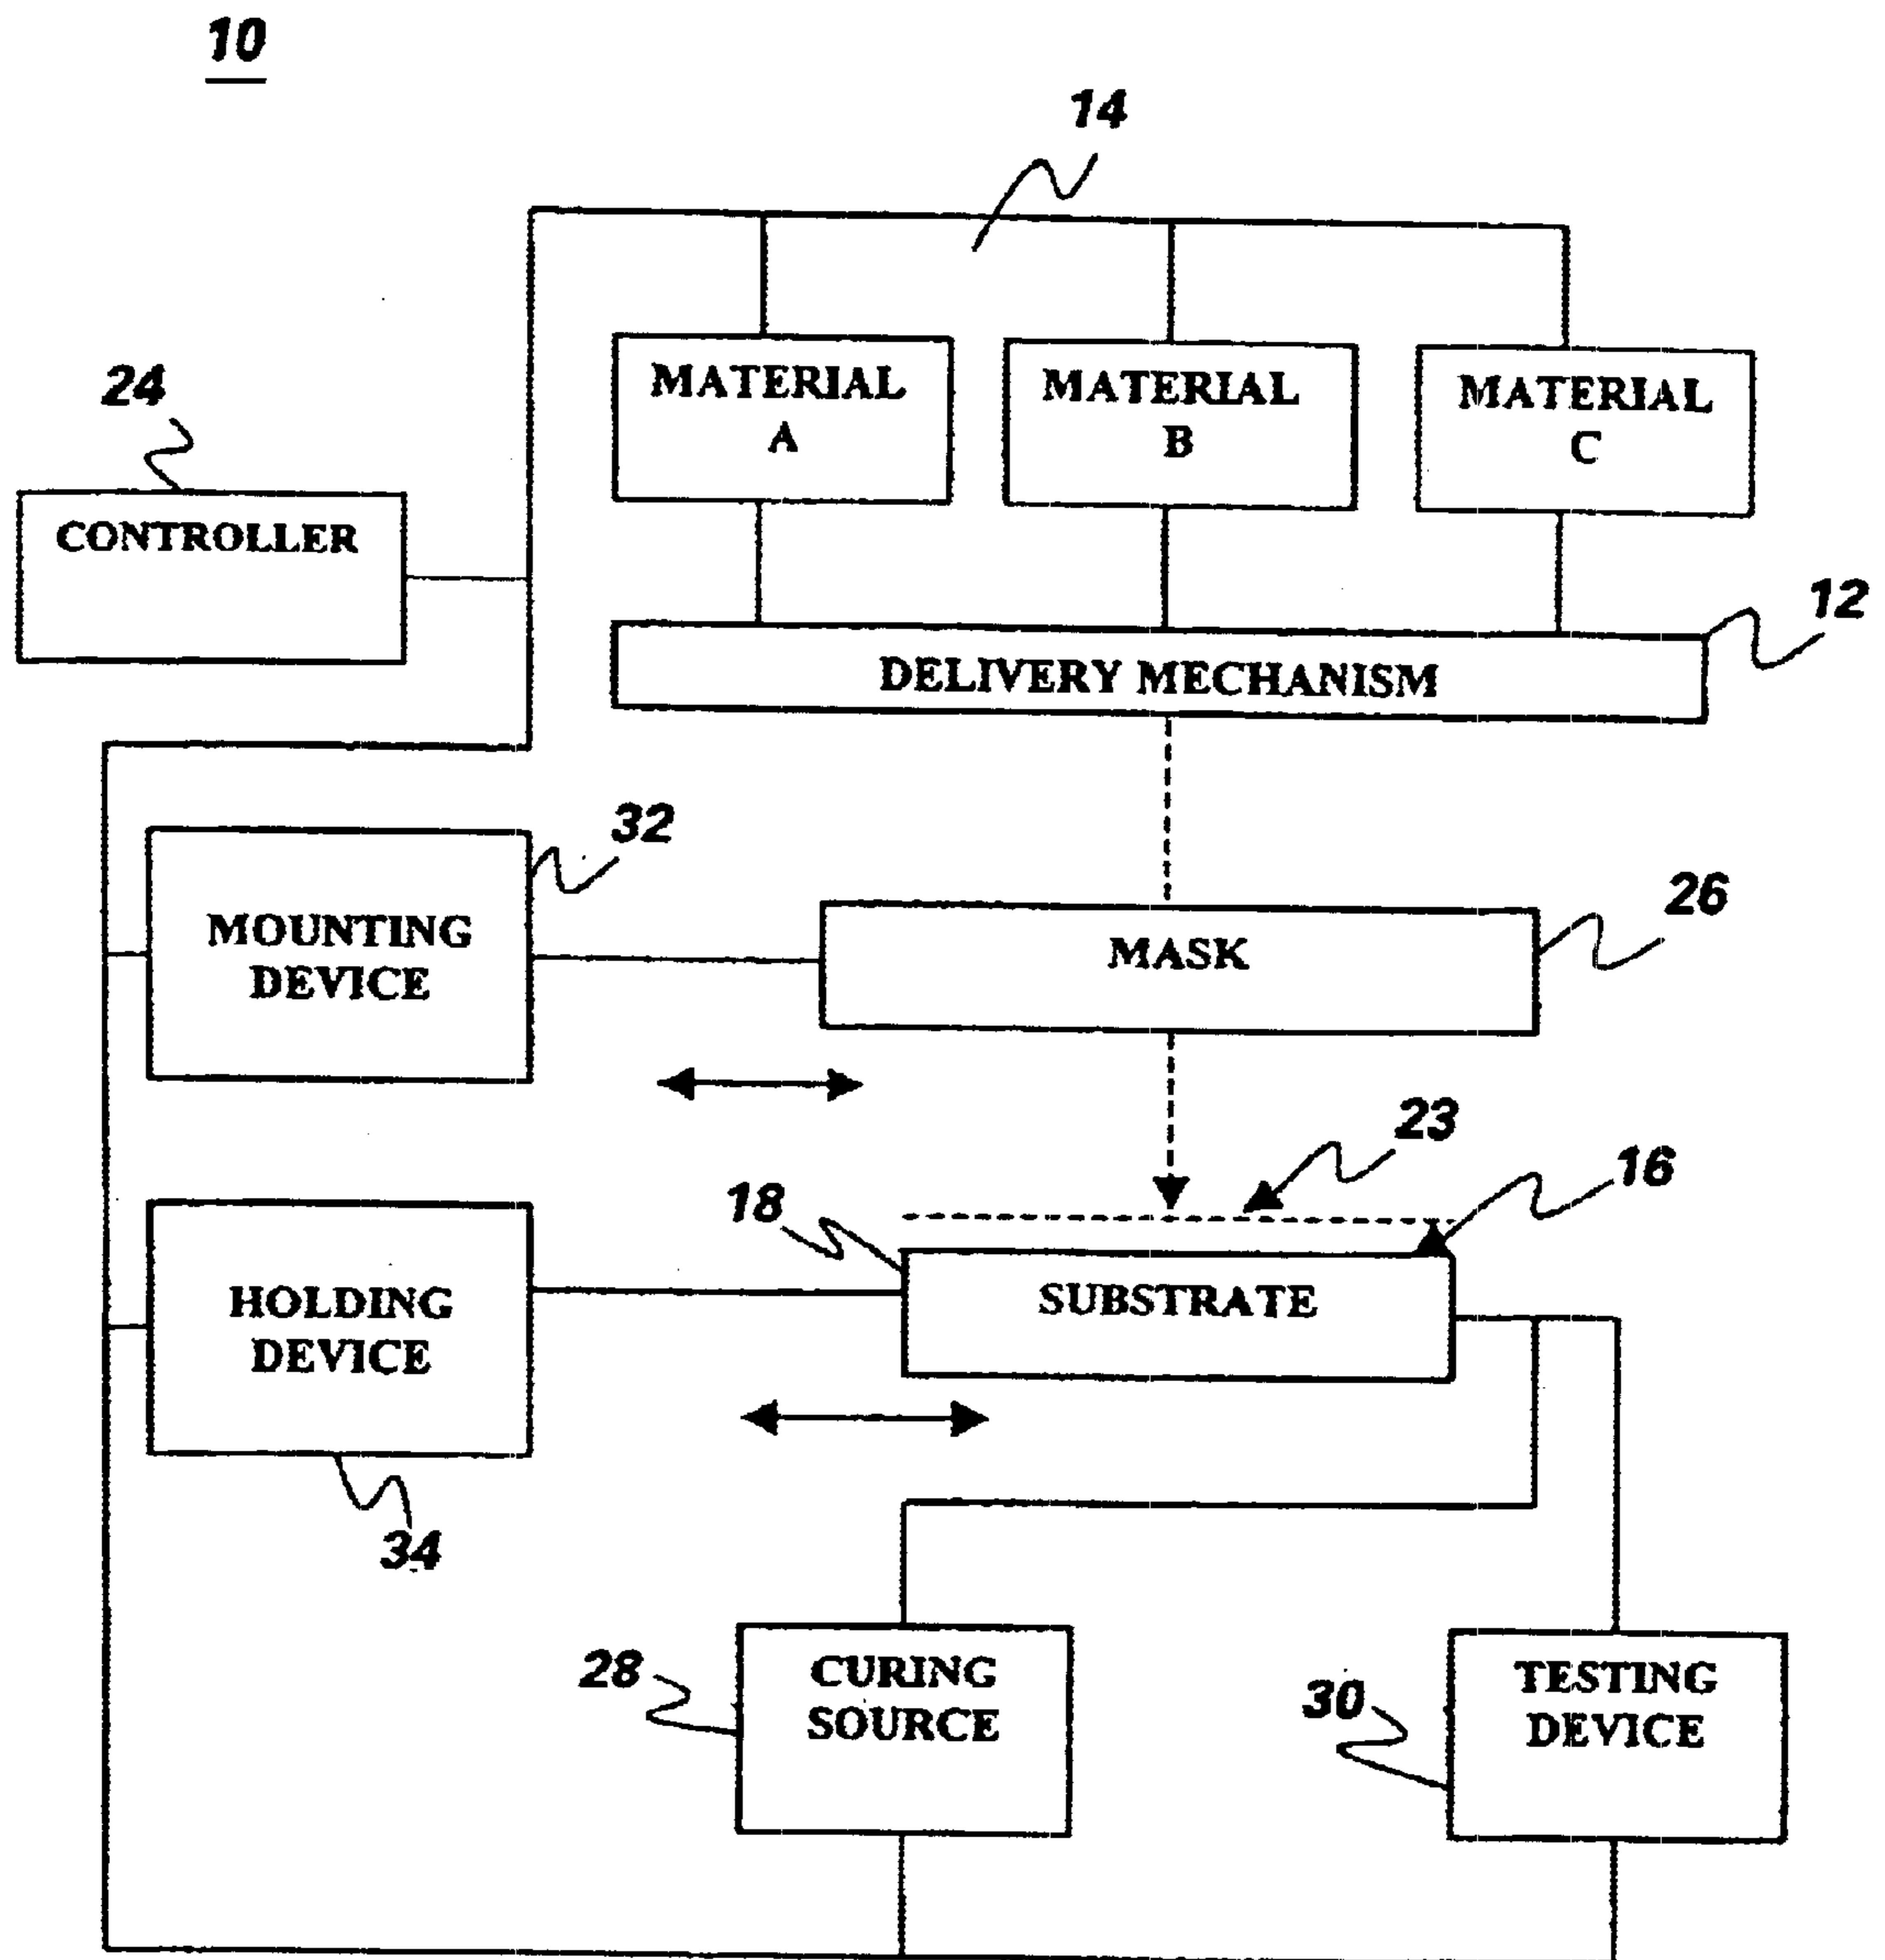 10
14
MATERIAL
A
MATERIAL
B
MATERIAL
C
24
CONTROLLER
12
DELIVERY MECHANISM
32
MOUNTING
DEVICE
26
MASK
23
16
18
HOLDING
DEVICE
SUBSTRATE
34
28
CURING
SOURCE
30
TESTING
DEVICE